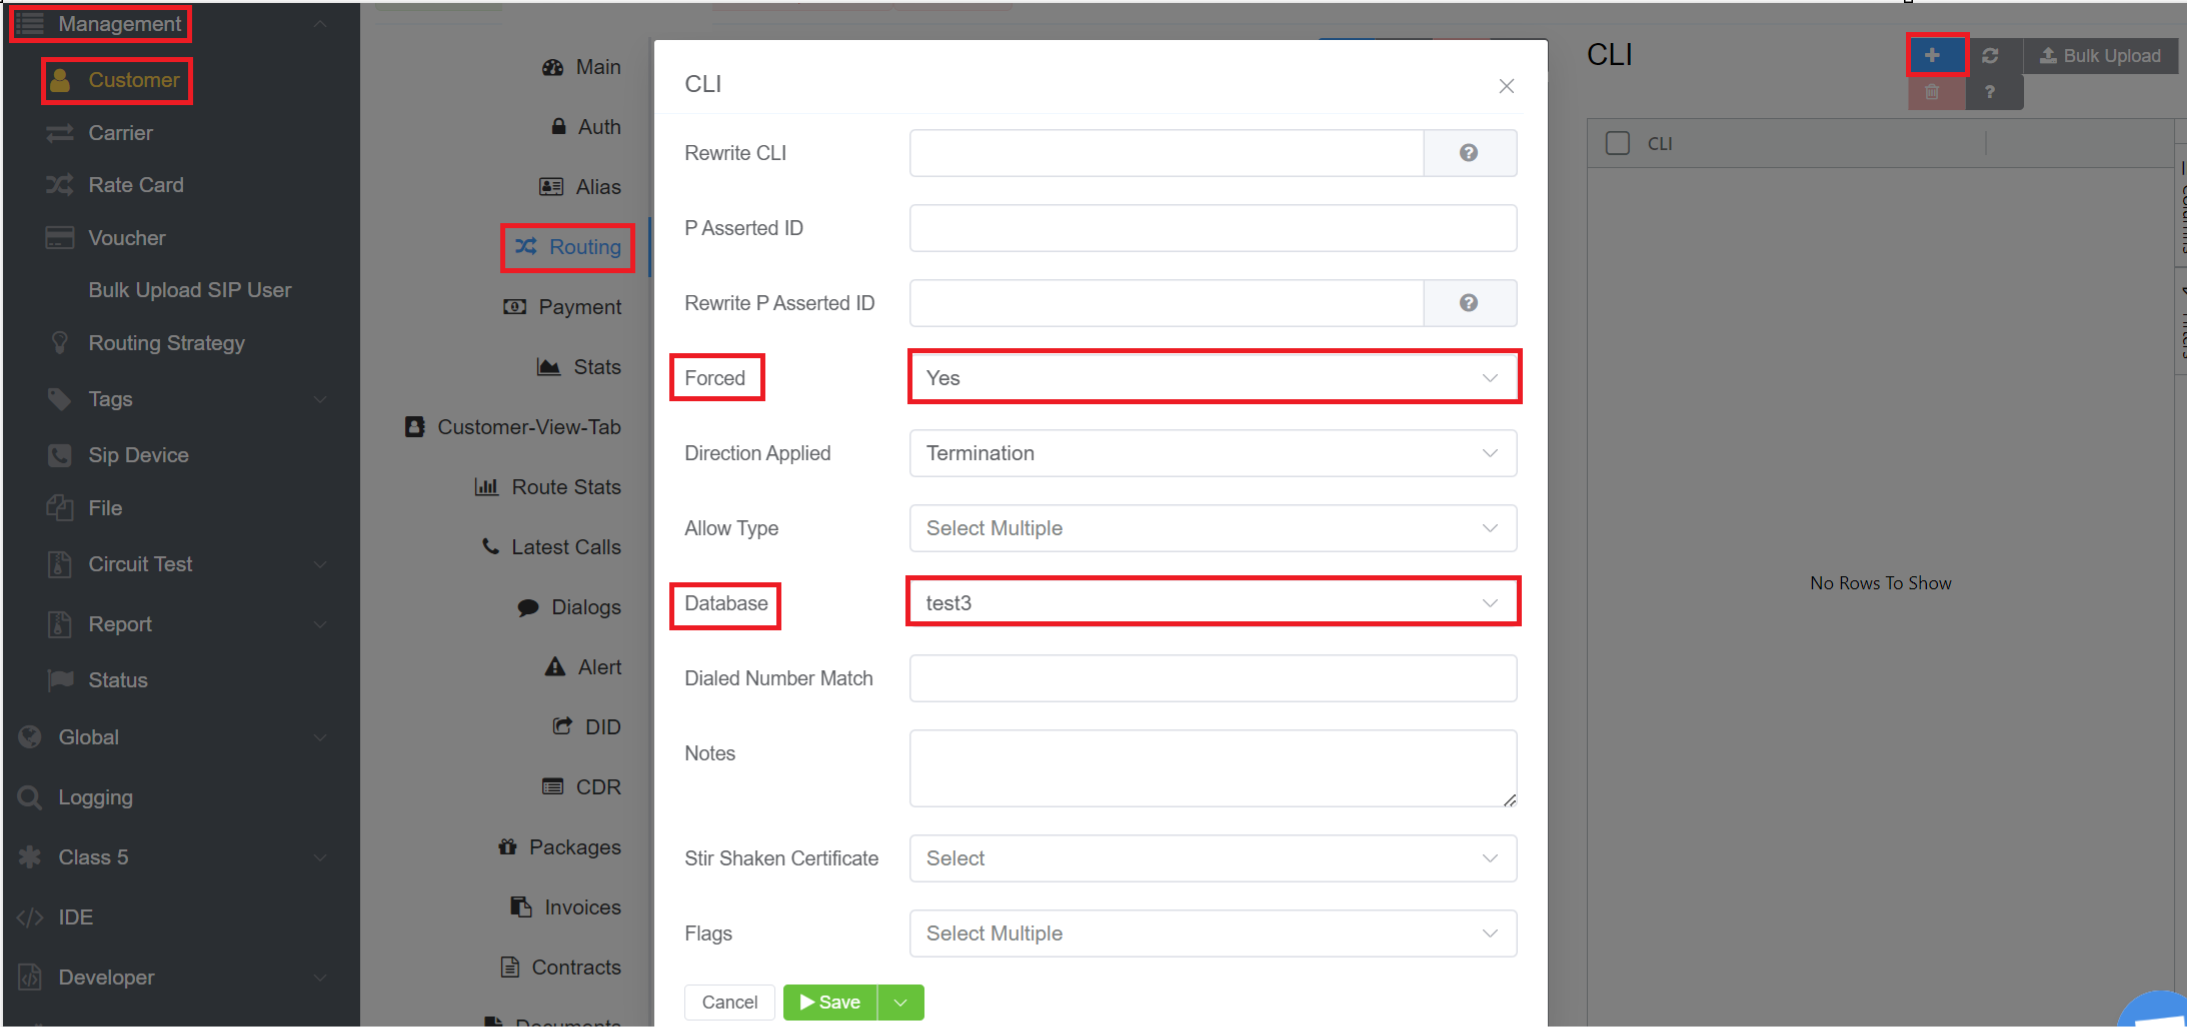 Management
Customer
Carrier
Rate Card
Voucher
Bulk Upload SIP User
Routing Strategy
Tags
Sip Device
File
Circuit Test
Report
Status
Global
Logging
Class 5
IDE
Developer
Main
Auth
Alias
Routing
Payment
Stats
Customer-View-Tab
Route Stats
Latest Calls
Dialogs
Alert
DID
CDR
Packages
Invoices
Contracts
Documents
CLI
Rewrite CLI
P Asserted ID
Rewrite P Asserted ID
Forced
Yes
Direction Applied
Termination
Allow Type
Select Multiple
Database
test3
Dialed Number Match
Notes
Stir Shaken Certificate
Select
Flags
Select Multiple
Cancel
Save
CLI
Bulk Upload
?
CLI
No Rows To Show
Columns
Filters